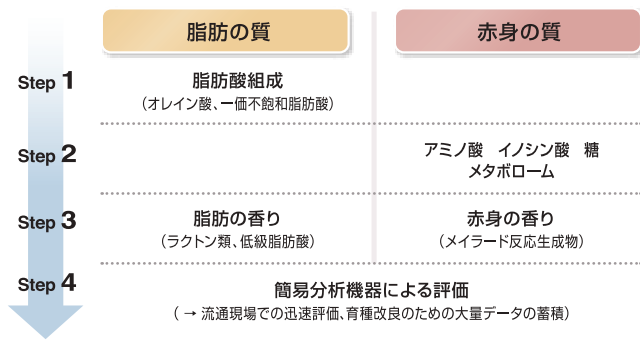 脂肪の質
赤身の質
Step 1
脂肪酸組成
（オレイン酸、一価不飽和脂肪酸）
Step 2
アミノ酸　イノシン酸　糖
メタボローム
Step 3
脂肪の香り
（ラクトン類、低級脂肪酸）
赤身の香り
（メイラード反応生成物）
Step 4
簡易分析機器による評価
（ → 流通現場での迅速評価、育種改良のための大量データの蓄積）